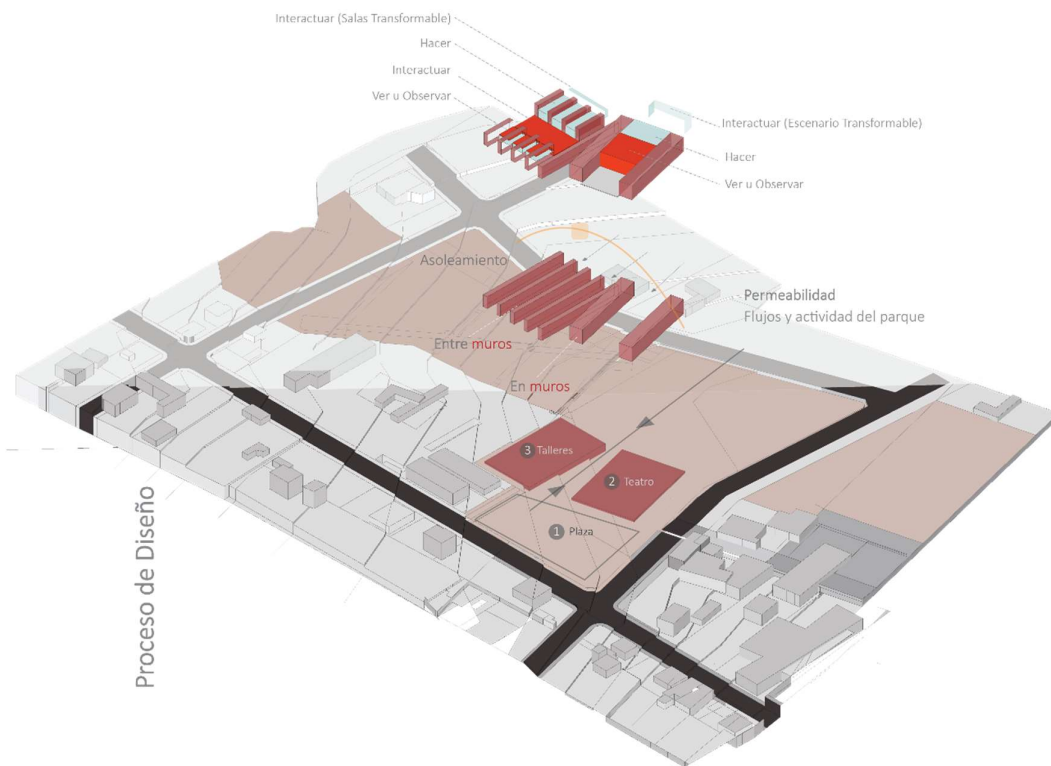 Interactuar (Salas Transformable)
Hacer
Interactuar
Ver u Observar
Interactuar (Escenario Transformable)
Hacer
Ver u Observar
Asoleamiento
Permeabilidad
Flujos y actividad del parque
Entre muros
En muros
3 Talleres
2 Teatro
1 Plaza
Proceso de Diseño